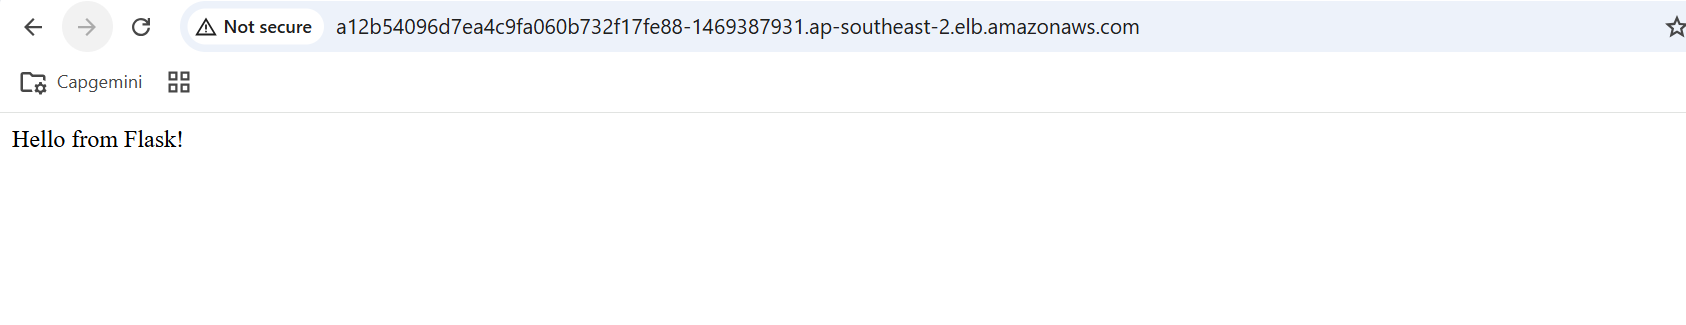 Not secure a12b54096d7ea4c9fa060b732f17fe88-1469387931.ap-southeast-2.elb.amazonaws.com
Capgemini
Hello from Flask!